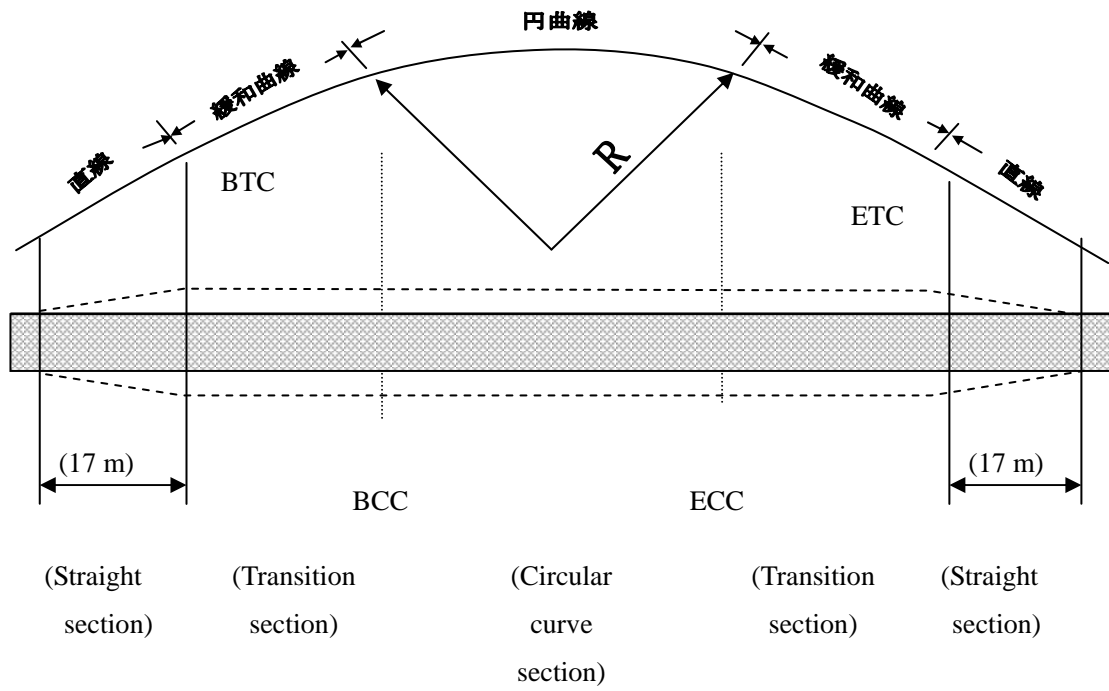 円曲線
緩和曲線
緩和曲線
直線
直線
R
BTC
ETC
(17 m)
(17 m)
BCC
ECC
(Straight
section)
(Transition
section)
(Circular
curve
section)
(Transition
section)
(Straight
section)